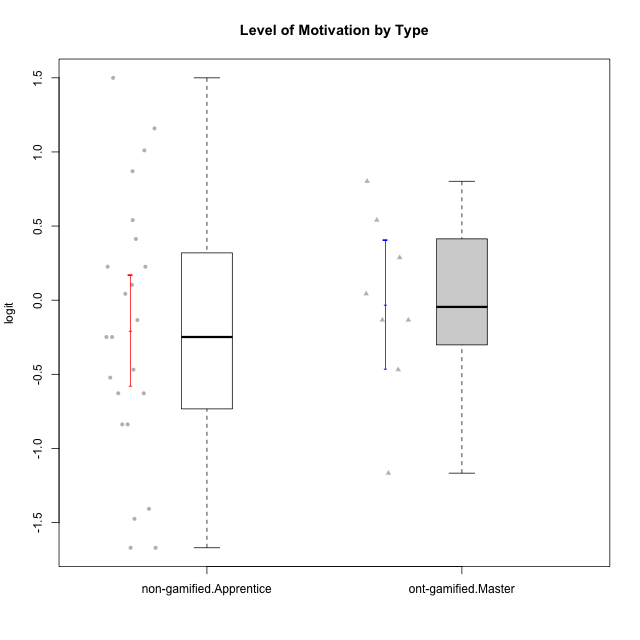 Level of Motivation by Type
1.5
1.0
0.5
0.0
-0.5
-1.0
-1.5
logit
non-gamified.Apprentice
ont-gamified.Master